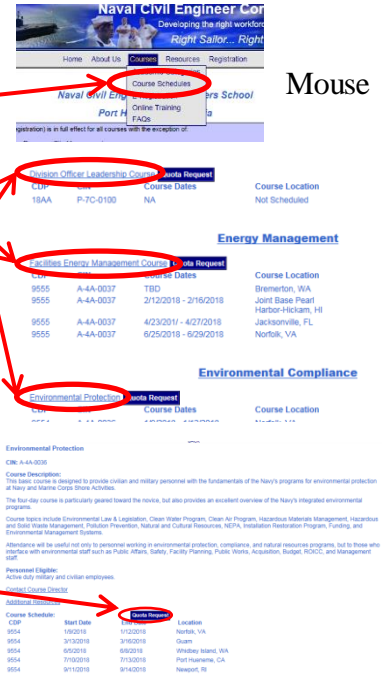 Naval Civil Engineer Cor
Developing the right workforc
Right Sailor... Right
Home About Us Courses Resources Registration
Course Schedules
Mouse
Naval Civil Eng ers School
Online Training
Port H a
FAQs
egistration) is in full effect for all courses with the exception of:
Division Officer Leadership Course Quota Request
CDP CIN Course Dates Course Location
18AA P-7C-0100 NA Not Scheduled
Energy Management
Facilities Energy Management Course Quota Request
CDP CIN Course Dates Course Location
9555 A-4A-0037 TBD Bremerton, WA
9555 A-4A-0037 2/12/2018 - 2/16/2018 Joint Base Pearl
Harbor-Hickam, HI
9555 A-4A-0037 4/23/201/ - 4/27/2018 Jacksonville, FL
9555 A-4A-0037 6/25/2018 - 6/29/2018 Norfolk, VA
Environmental Compliance
Environmental Protection Quota Request
CDP CIN Course Dates Course Location
Environmental Protection
CIN: A-4A-0036
Course Description:
This basic course is designed to provide civilian and military personnel with the fundamentals of the Navy's programs for environmental protection
at Navy and Marine Corps Shore Activities.
The four-day course is particularly geared toward the novice, but also provides an excellent overview of the Navy's integrated environmental
programs.
Course topics include Environmental Law & Legislation, Clean Water Program, Clean Air Program, Hazardous Materials Management, Hazardous
and Solid Waste Management, Pollution Prevention, Natural and Cultural Resources, NEPA, Installation Restoration Program, Funding, and
Environmental Management Systems.
Attendance will be useful not only to personnel working in environmental protection, compliance, and natural resources programs, but to those who
interface with environmental staff such as Public Affairs, Safety, Facility Planning, Public Works, Acquisition, Budget, ROICC, and Management
staff.
Personnel Eligible:
Active duty military and civilian employees.
Contact Course Director
Additional Resources
Course Schedule: Quota Request
CDP Start Date End Date Location
9554 1/9/2018 1/12/2018 Norfolk, VA
9554 3/13/2018 3/16/2018 Guam
9554 6/5/2018 6/8/2018 Whidbey Island, WA
9554 7/10/2018 7/13/2018 Port Hueneme, CA
9554 9/11/2018 9/14/2018 Newport, RI